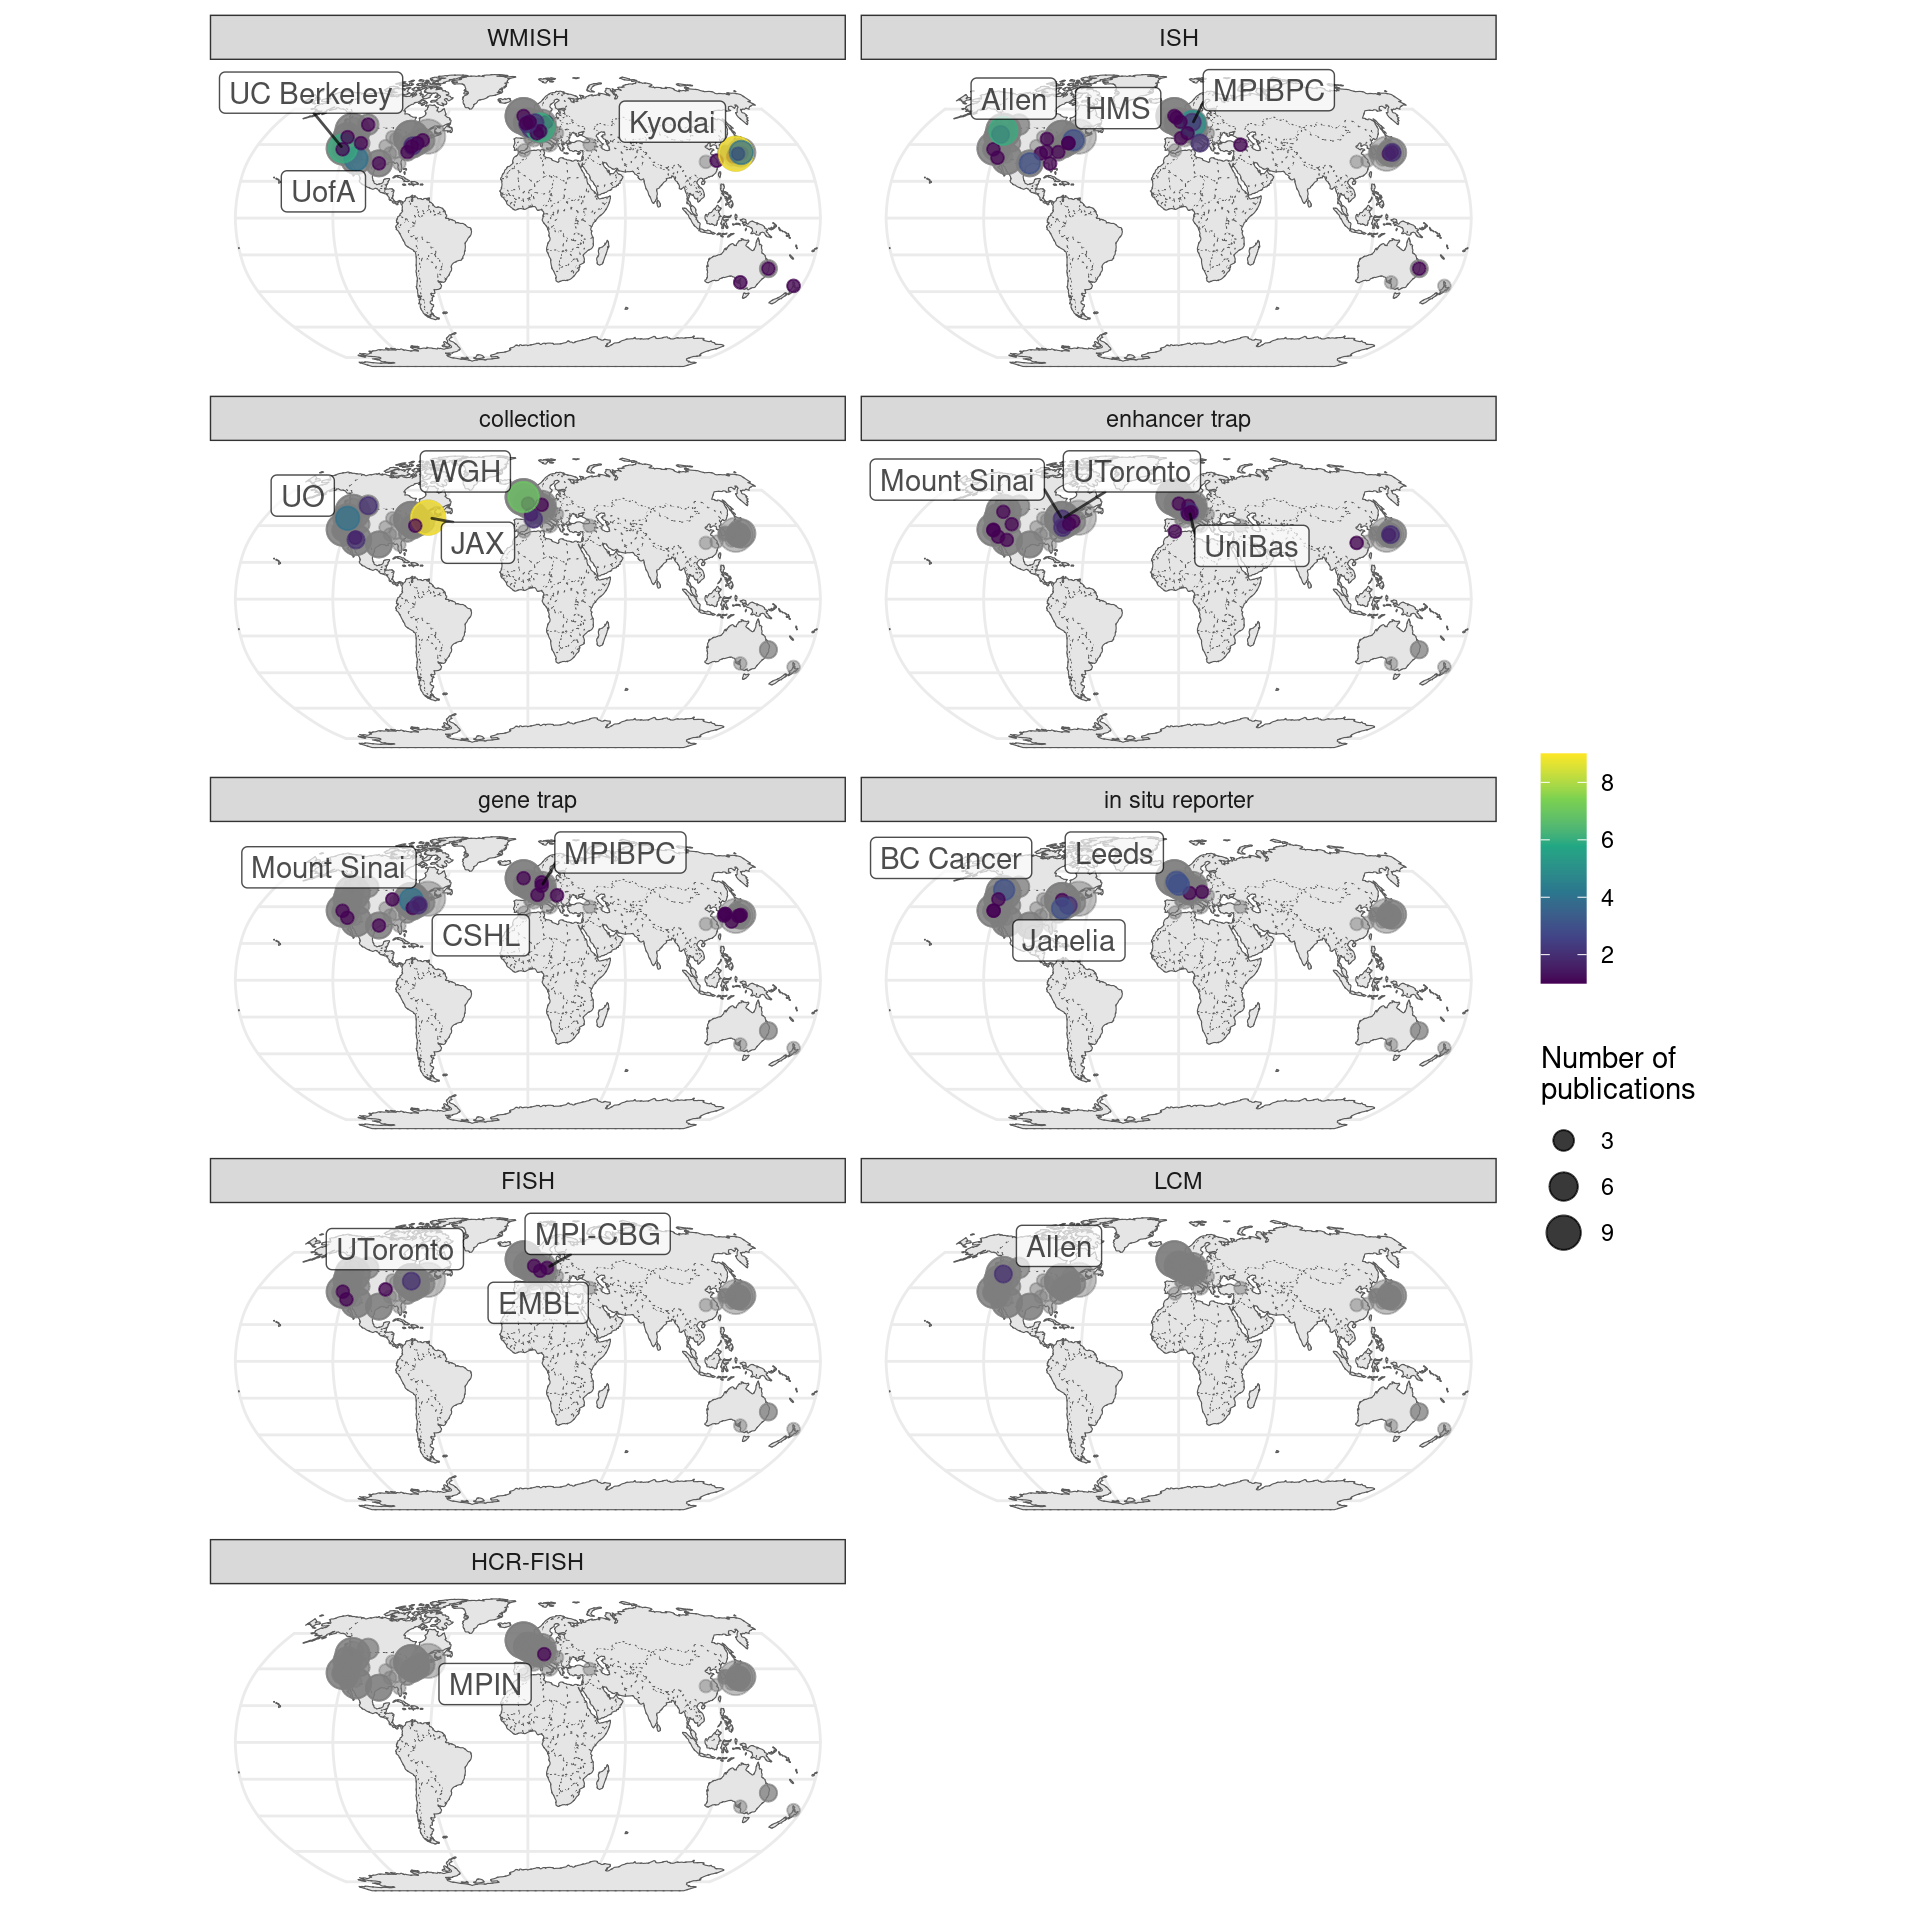 WMISH
ISH
UC Berkeley
Kyodai
UofA
Allen
HMS
MPIBPC
collection
enhancer trap
UO
WGH
JAX
Mount Sinai
UToronto
UniBas
gene trap
in situ reporter
Mount Sinai
MPIBPC
CSHL
BC Cancer
Leeds
Janelia
FISH
LCM
UToronto
MPI-CBG
EMBL
Allen
HCR-FISH
MPIN
8
6
4
2
Number of
publications
3
6
9